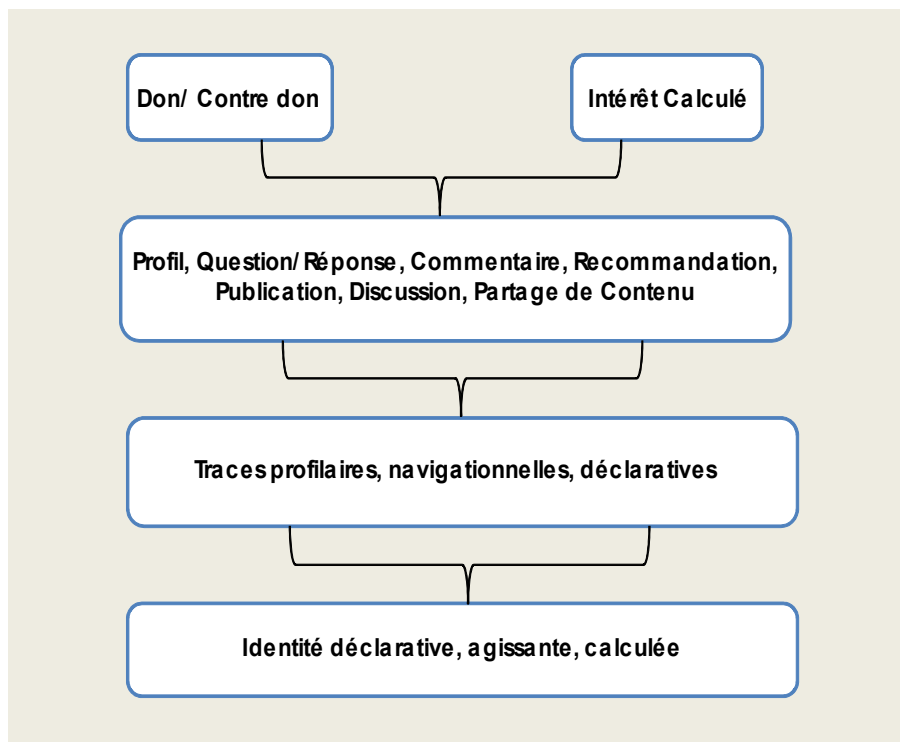 Don/ Contre don
Intérêt Calculé
Profil, Question/ Réponse, Commentaire, Recommandation,
Publication, Discussion, Partage de Contenu
Traces profilaires, navigationnelles, déclaratives
Identité déclarative, agissante, calculée